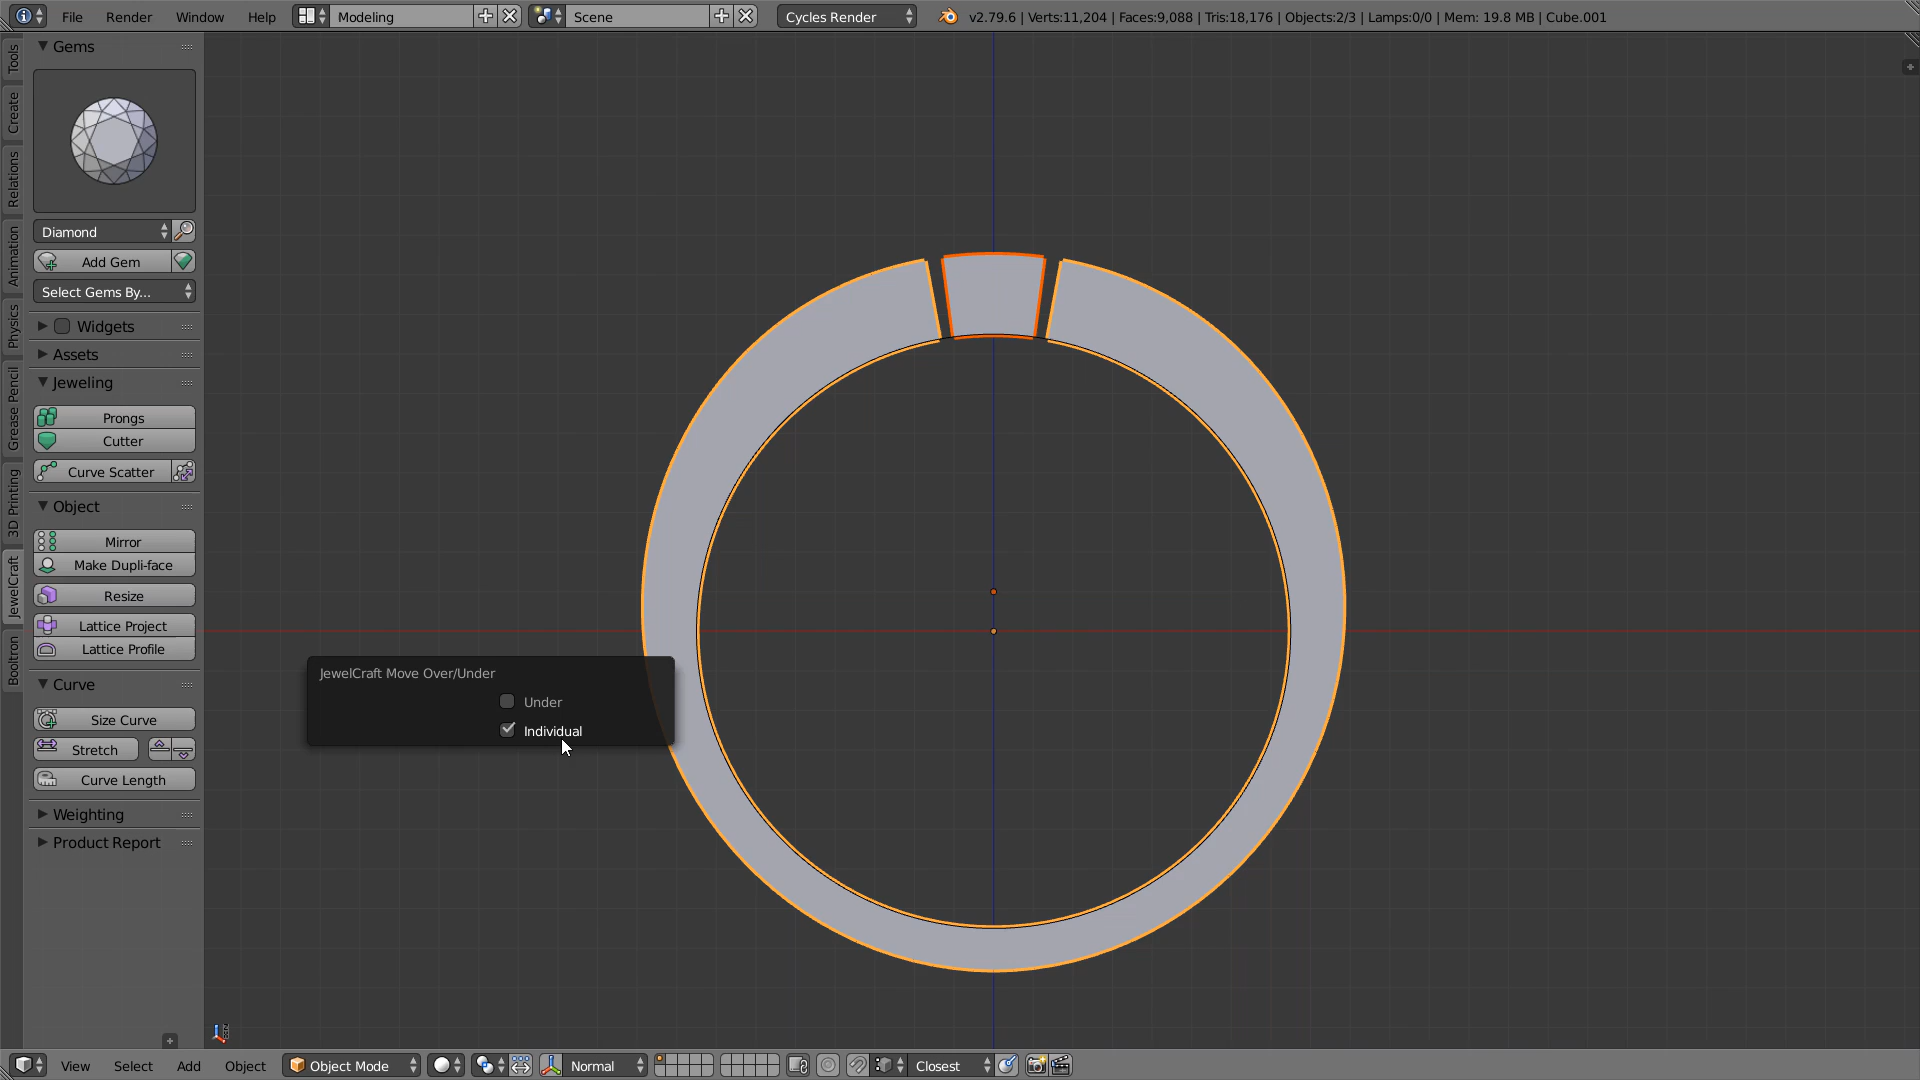 File Render Window Help Modeling Scene Cycles Render v2.79.6 | Verts:11,204 | Faces:9,088 | Tris:18,176 | Objects:2/3 | Lamps:0/0 | Mem: 19.8 MB | Cube.001
Tools
Create
Relations
Animation
Physics
Grease Pencil
3D Printing
JewelCraft
Booltron
Gems
Diamond
Add Gem
Select Gems By...
Widgets
Assets
Jeweling
Prongs
Cutter
Curve Scatter
Object
Mirror
Make Dupli-face
Resize
Lattice Project
Lattice Profile
Curve
Size Curve
Stretch
Curve Length
Weighting
Product Report
JewelCraft Move Over/Under
Under
Individual
View Select Add Object Object Mode Normal Closest